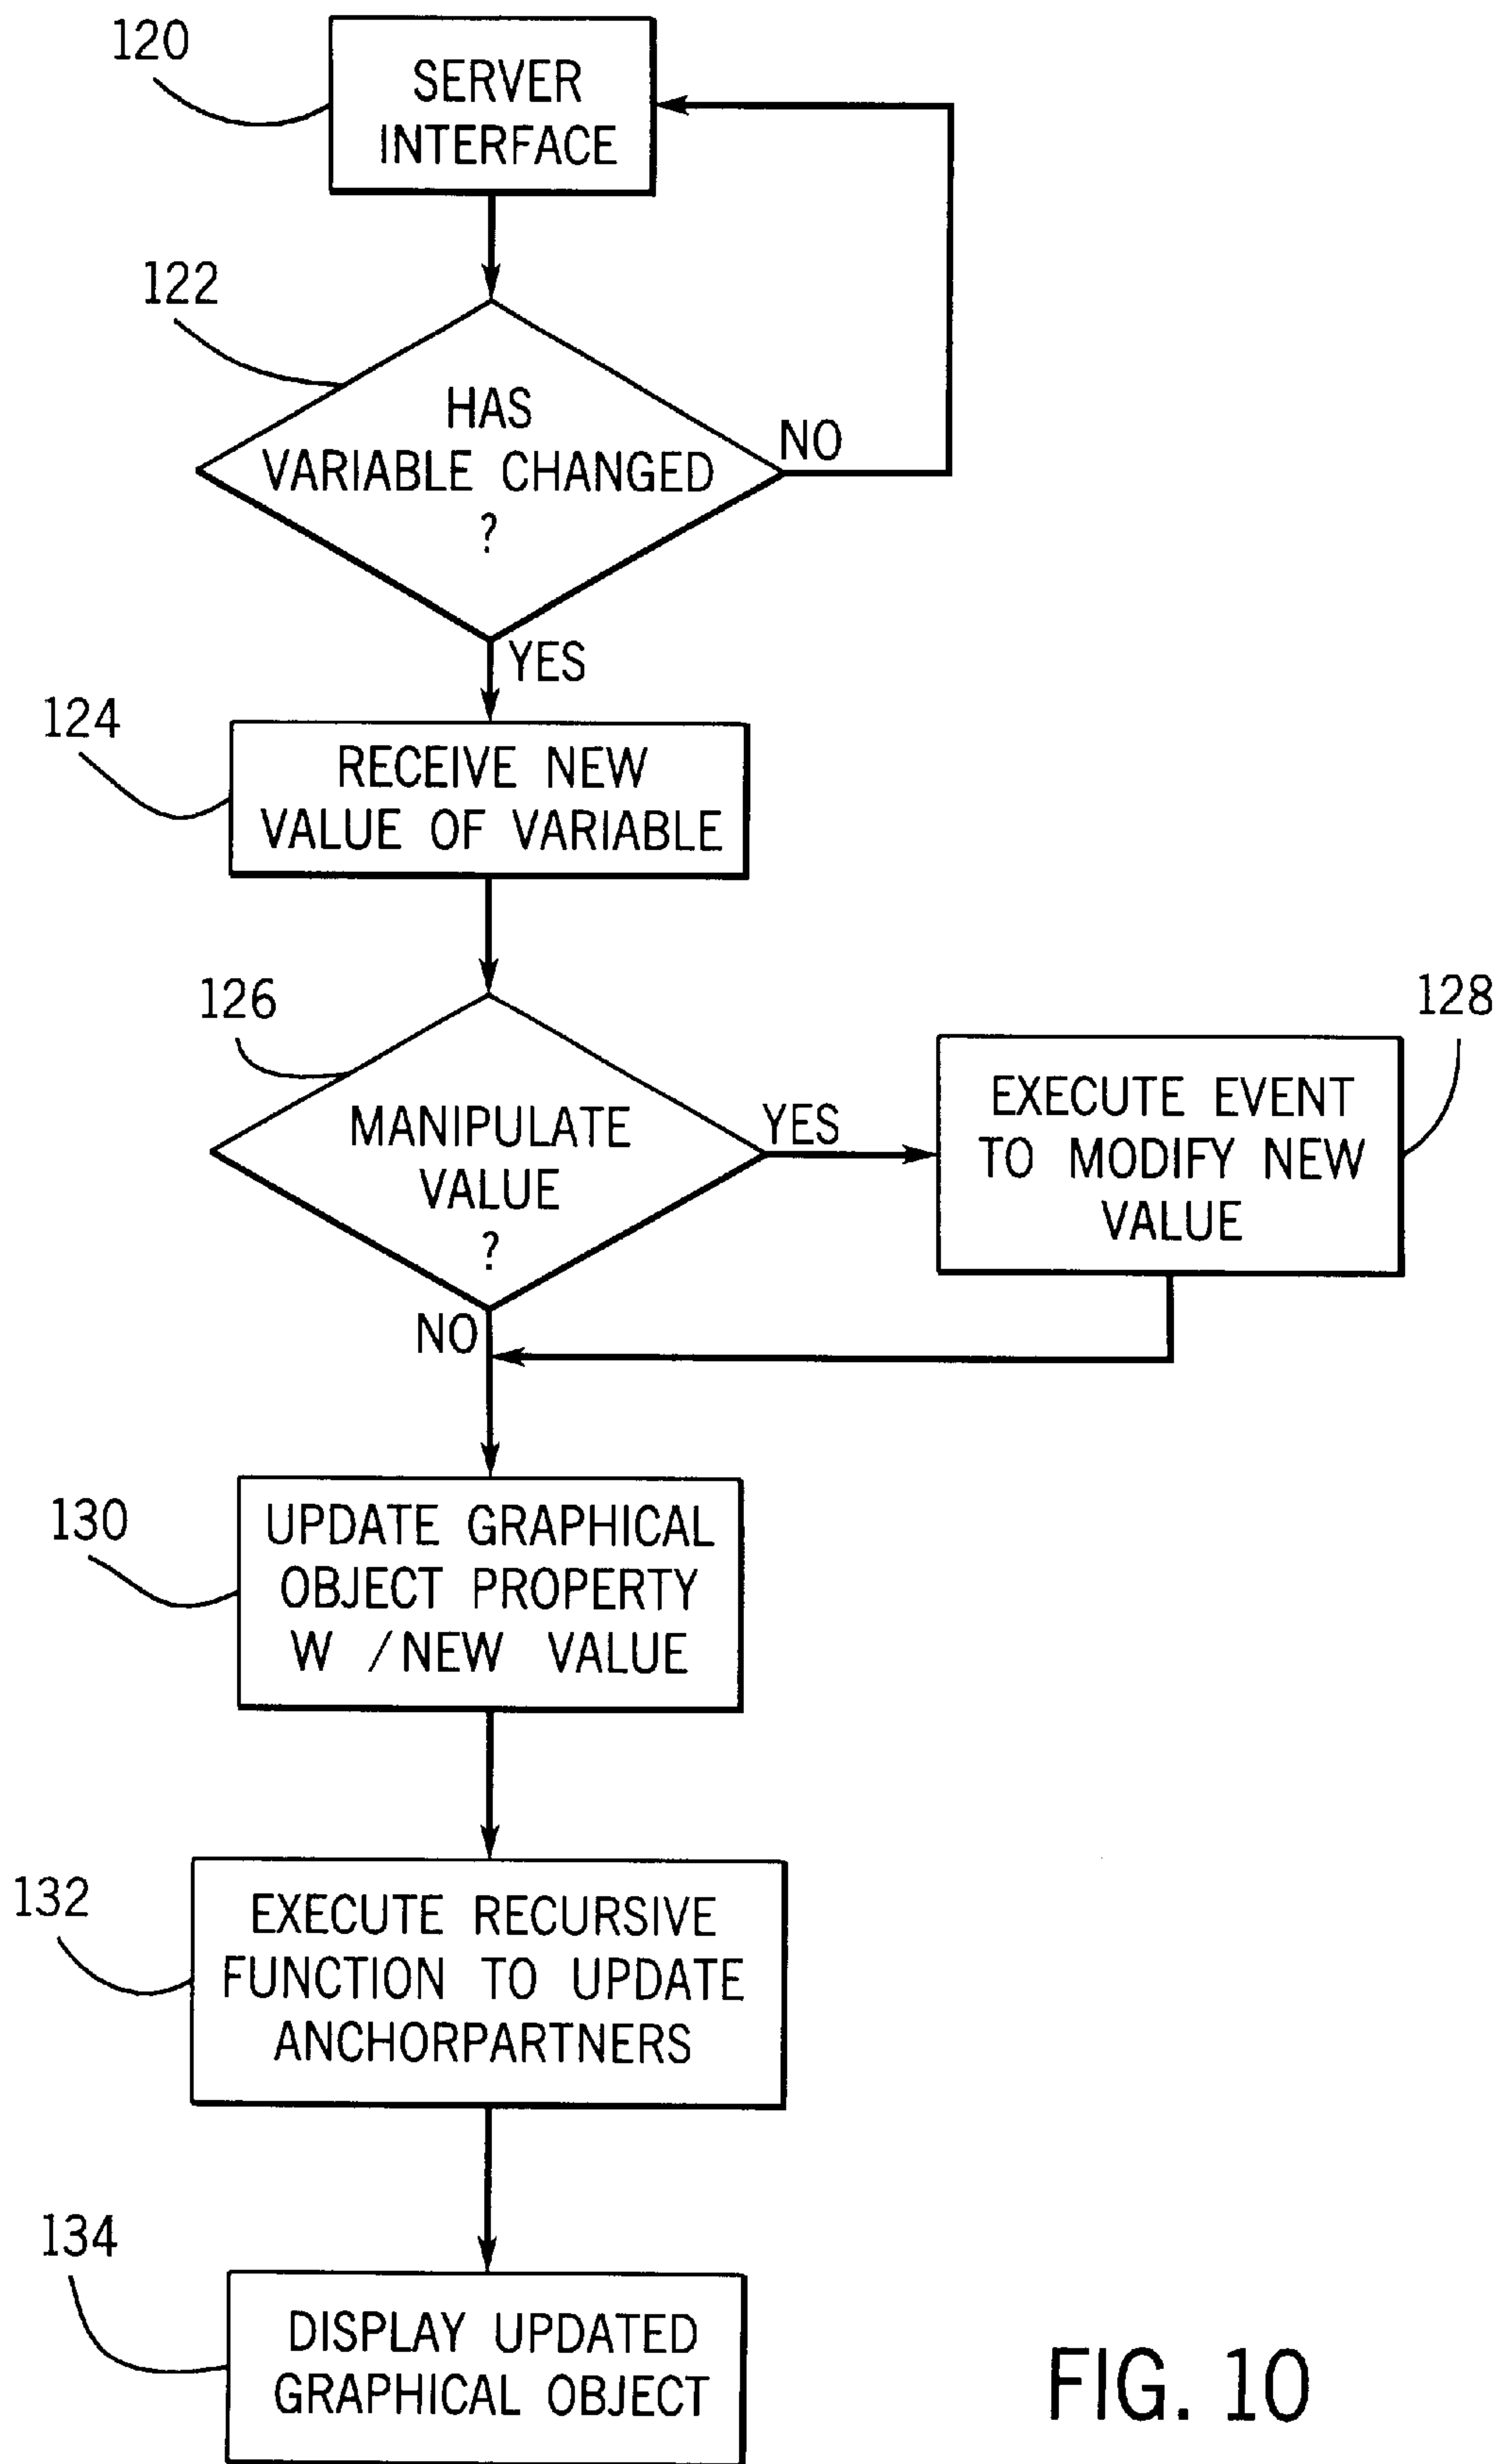 120
SERVER
INTERFACE
122
HAS
VARIABLE CHANGED
?
NO
YES
124
RECEIVE NEW
VALUE OF VARIABLE
126
MANIPULATE
VALUE
?
YES
128
EXECUTE EVENT
TO MODIFY NEW
VALUE
NO
130
UPDATE GRAPHICAL
OBJECT PROPERTY
W /NEW VALUE
132
EXECUTE RECURSIVE
FUNCTION TO UPDATE
ANCHORPARTNERS
134
DISPLAY UPDATED
GRAPHICAL OBJECT
FIG. 10